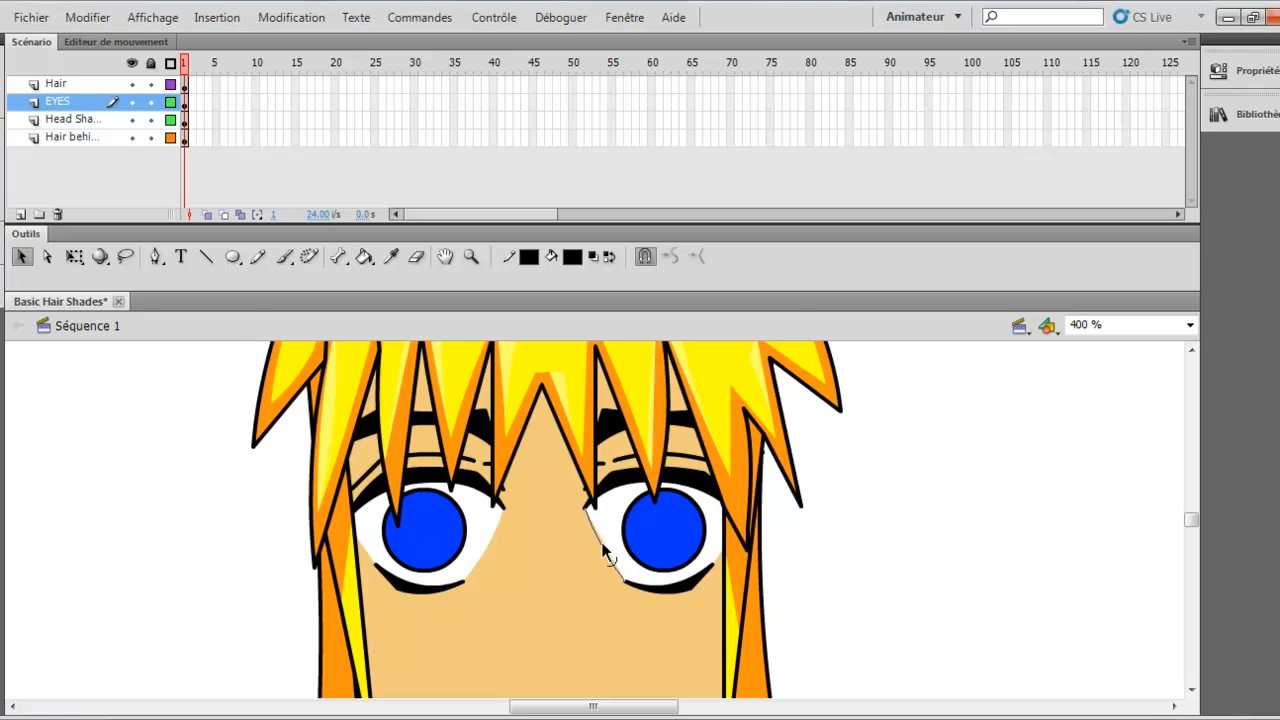 Fichier Modifier Affichage Insertion Modification Texte Commandes Contrôle Déboguer Fenêtre Aide Animateur CS Live
Scénario Editeur de mouvement
1 5 10 15 20 25 30 35 40 45 50 55 60 65 70 75 80 85 90 95 100 105 110 115 120 125
Hair
EYES
Head Sha...
Hair behi...
1 24.00 i/s 0.0 s
Outils
Basic Hair Shades*
Séquence 1 400 %
Propriété
Bibliothè